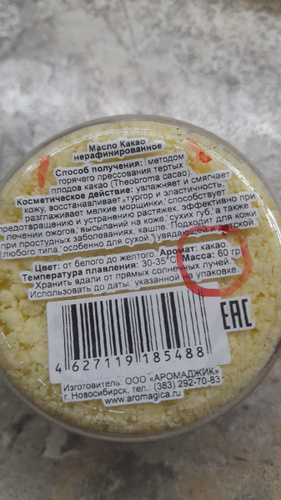 Масло Какао
нерафинированное
Способ получения: методом
горячего прессования тертых
плодов какао (Theobroma cacao).
Косметическое действие: увлажняет и смягчает
кожу, восстанавливает тургор и эластичность,
разглаживает мелкие морщинки, способствует
предотвращению и устранению растяжек, эффективно при
лечении ожогов, высыпаний на коже, сухих губ, а также
при простудных заболеваниях, кашле. Подходит для кожи
любого типа, особенно для сухой, увядающей и детской.
Цвет: от белого до желтого. Аромат: какао.
Температура плавления: 30-35°С Масса: 60 гр
Хранить вдали от прямых солнечных лучей.
Использовать до даты, указанной на упаковке.
EAC
4 627119 185488
Изготовитель: ООО «АРОМАДЖИК»
г. Новосибирск, тел.: (383) 292-70-83
www.aromagica.ru